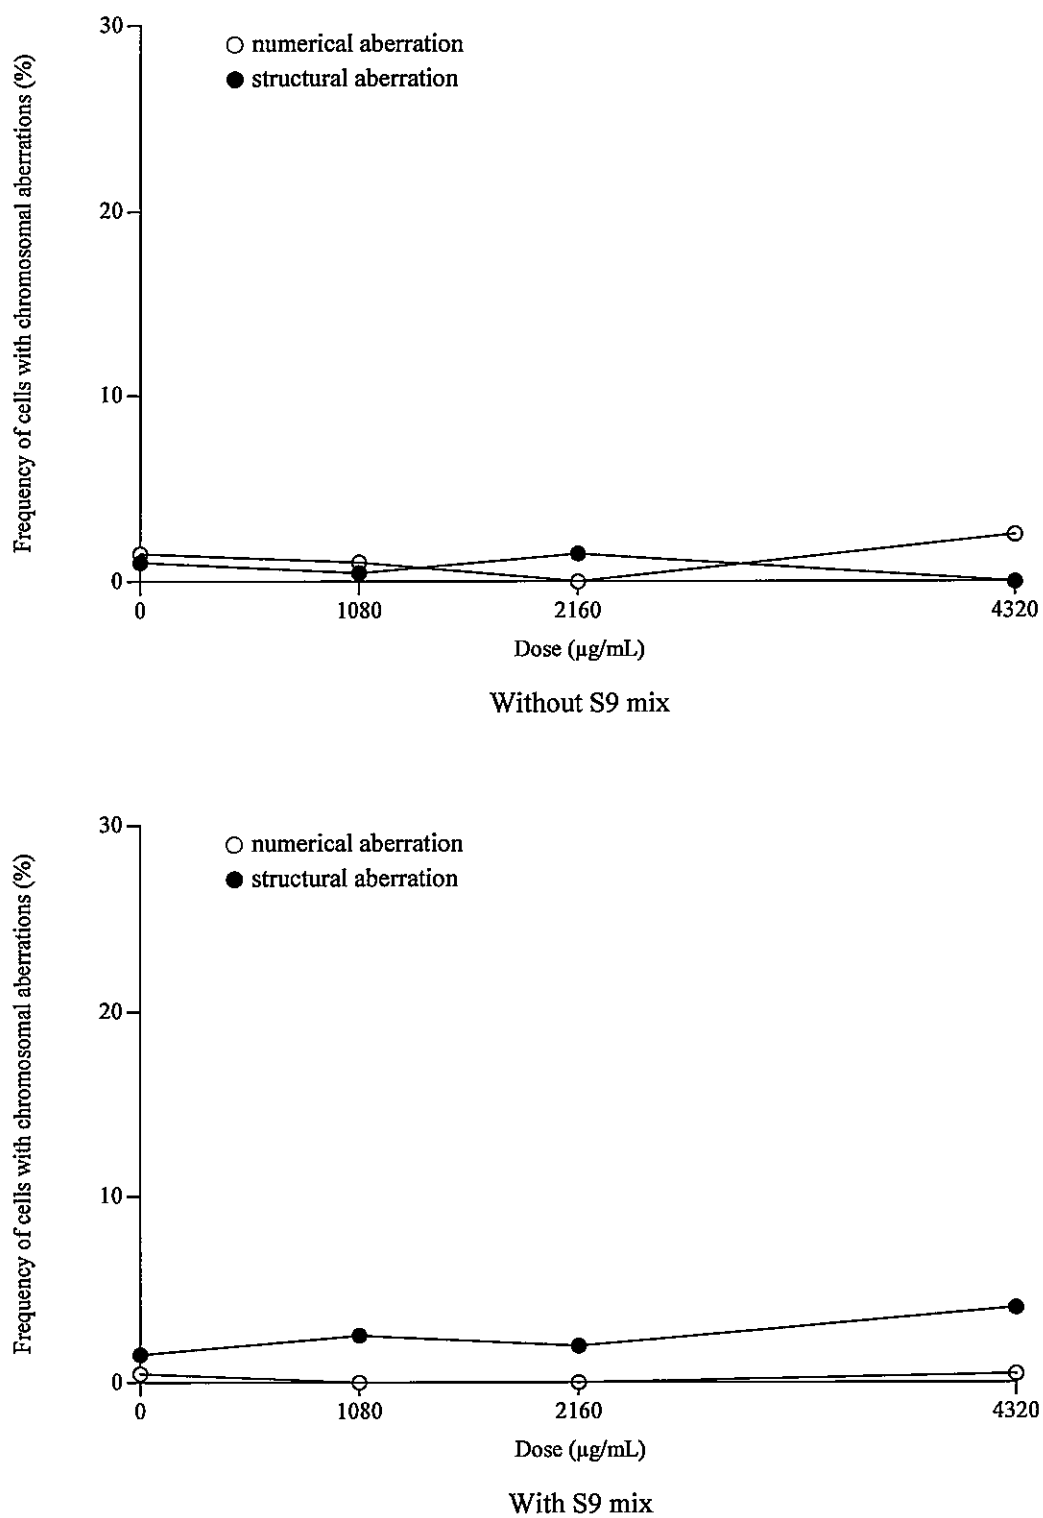 Frequency of cells with chromosomal aberrations (%)
30
20
10
0
○ numerical aberration
● structural aberration
0 1080 2160 4320
Dose (µg/mL)
Without S9 mix
Frequency of cells with chromosomal aberrations (%)
30
20
10
0
○ numerical aberration
● structural aberration
0 1080 2160 4320
Dose (µg/mL)
With S9 mix